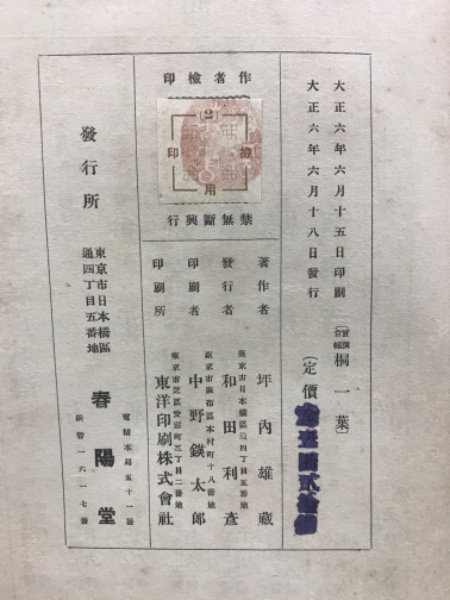 大正六年六月十五日印刷
大正六年六月十八日發行
桐一葉
(定價
作者檢印
檢印用
禁無斷興行
著作者 坪內雄藏
東京市日本橋區通四丁目五番地
發行者 和田利彥
東京市麻布區本村町十八番地
印刷者 中野鍈太郎
東京市芝區愛宕町三丁目二番地
印刷所 東洋印刷株式會社
發行所
東京市日本橋區
通四丁目五番地
春陽堂
電話本局五十一番
振替一六一七番